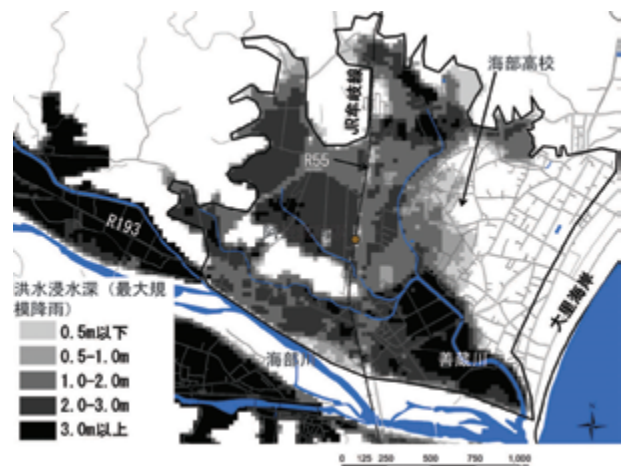 海部高校
JR牟岐線
R55
R193
洪水浸水深（最大規
模降雨）
0.5m以下
0.5-1.0m
1.0-2.0m
2.0-3.0m
3.0m以上
海部川
善蔵川
大里海岸
0 125 250 500 750 1,000